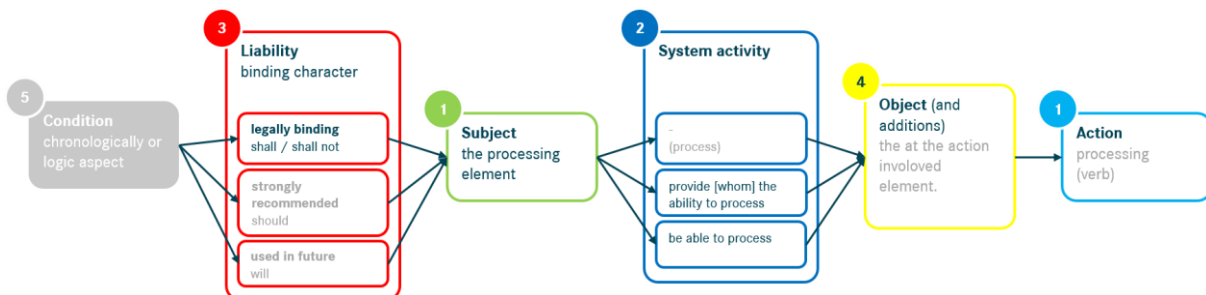 5
Condition
chronologically or
logic aspect
3
Liability
binding character
legally binding
shall / shall not
strongly
recommended
should
used in future
will
1
Subject
the processing
element
2
System activity
-
(process)
provide [whom] the
ability to process
be able to process
4
Object (and
additions)
the at the action
involoved
element.
1
Action
processing
(verb)